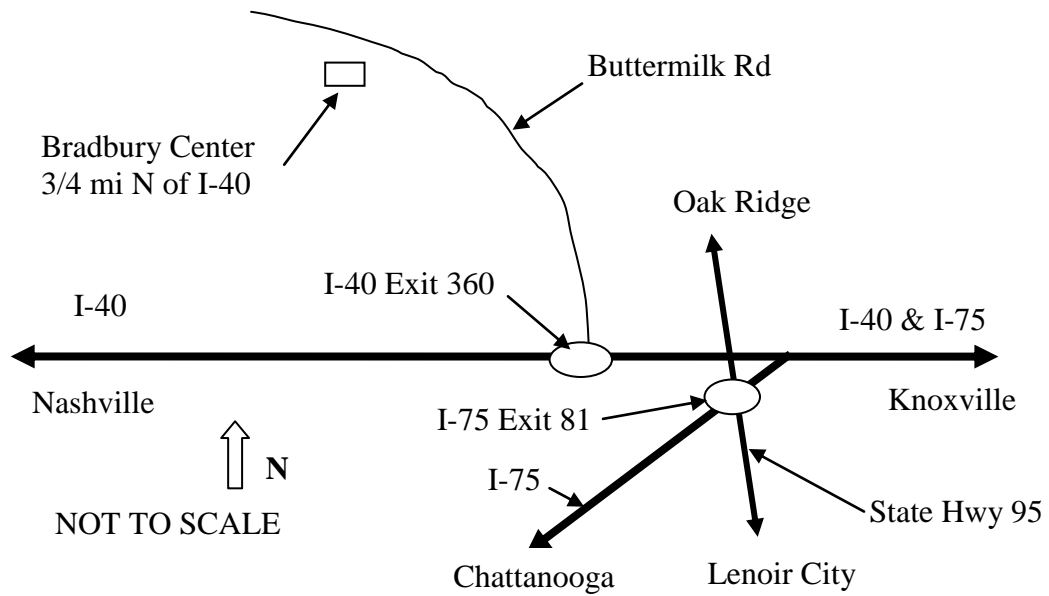 Buttermilk Rd
Bradbury Center
3/4 mi N of I-40
Oak Ridge
I-40 Exit 360
I-40
I-40 & I-75
Nashville
Knoxville
I-75 Exit 81
N
I-75
NOT TO SCALE
State Hwy 95
Chattanooga
Lenoir City